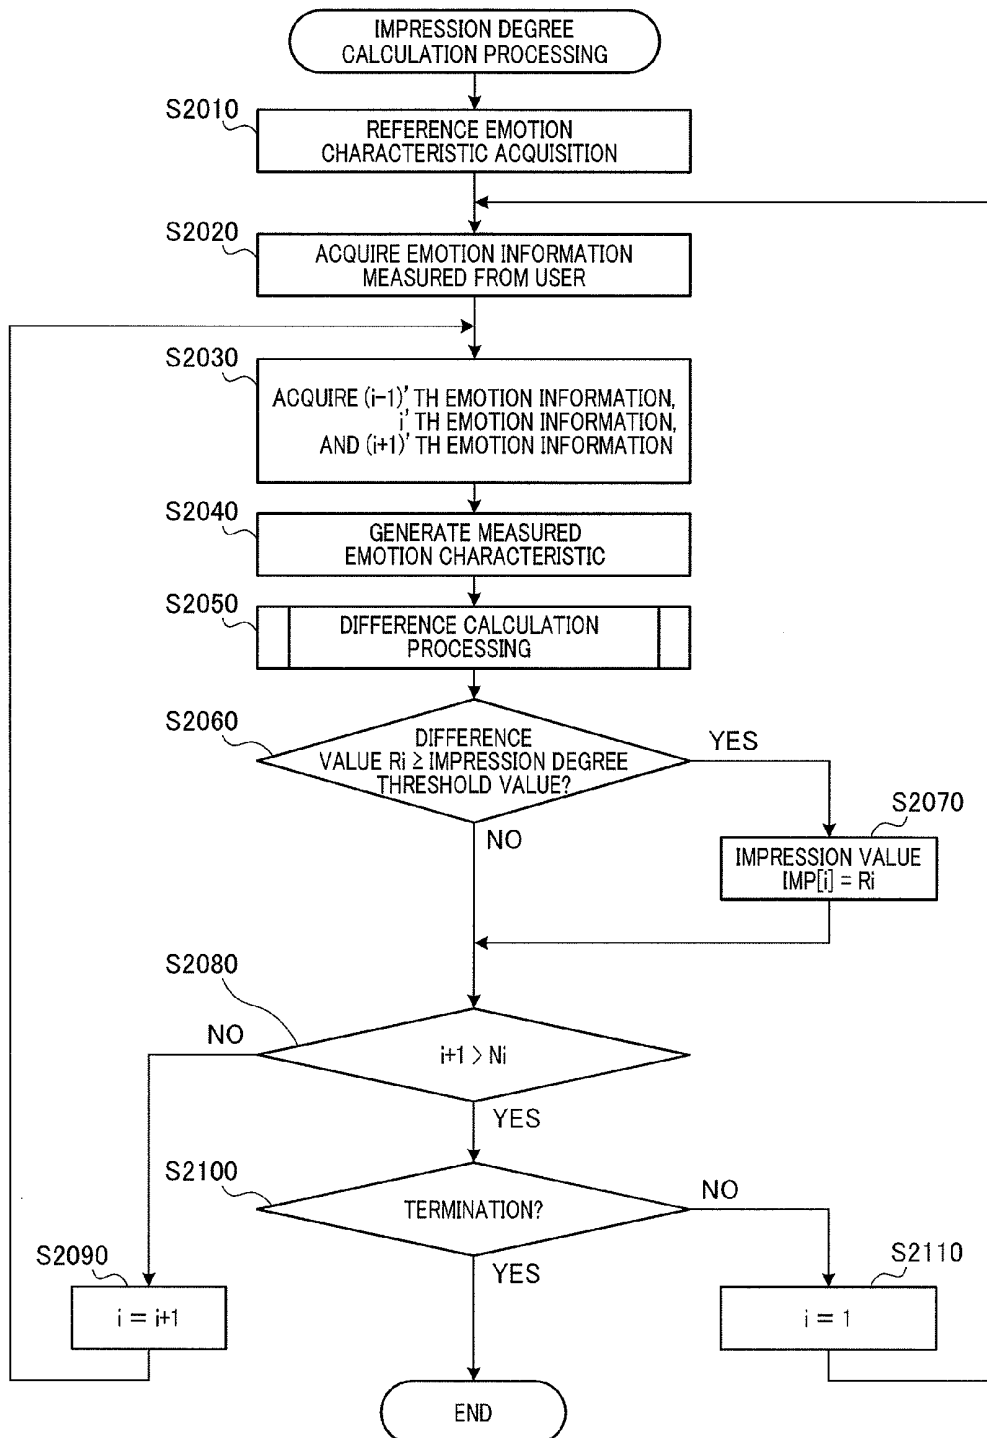 IMPRESSION DEGREE
CALCULATION PROCESSING
S2010
REFERENCE EMOTION
CHARACTERISTIC ACQUISITION
S2020
ACQUIRE EMOTION INFORMATION
MEASURED FROM USER
S2030
ACQUIRE (i-1)' TH EMOTION INFORMATION,
i' TH EMOTION INFORMATION,
AND (i+1)' TH EMOTION INFORMATION
S2040
GENERATE MEASURED
EMOTION CHARACTERISTIC
S2050
DIFFERENCE CALCULATION
PROCESSING
S2060
DIFFERENCE
VALUE Ri ≥ IMPRESSION DEGREE
THRESHOLD VALUE?
YES
NO
S2070
IMPRESSION VALUE
IMP[i] = Ri
S2080
NO
i+1 > Ni
YES
S2100
TERMINATION?
NO
YES
S2090
i = i+1
S2110
i = 1
END